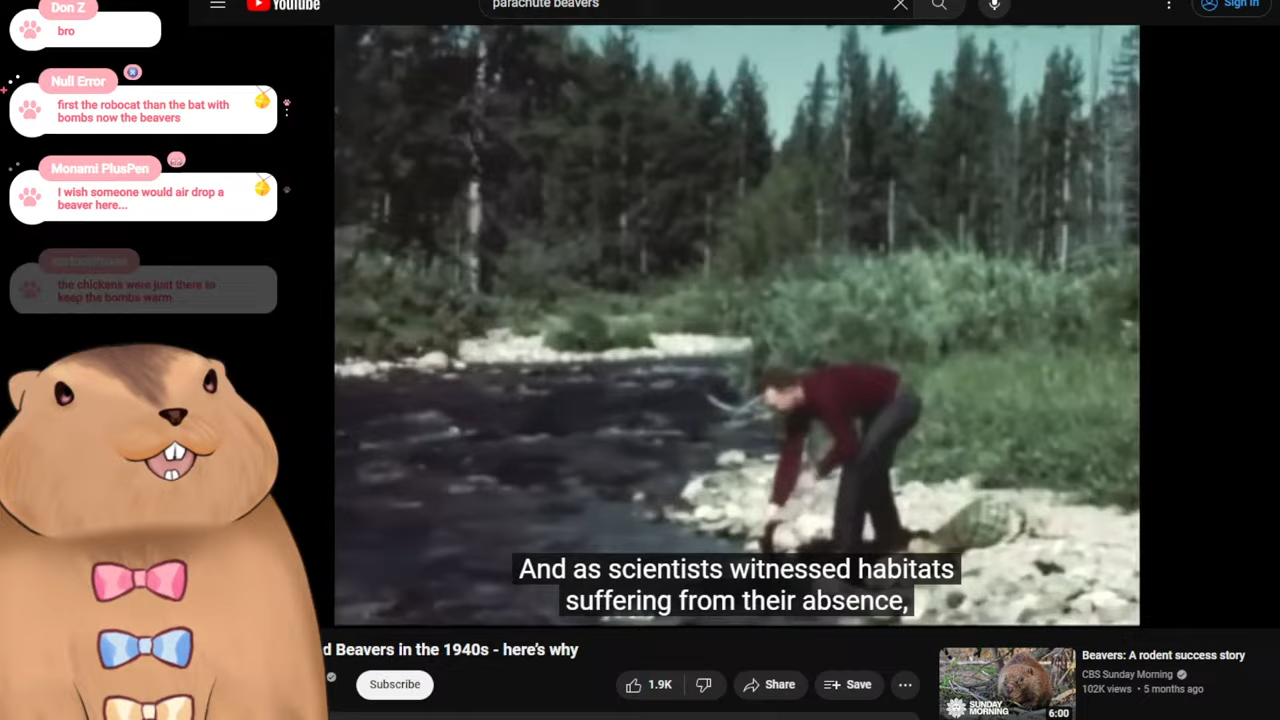 Don Z
bro
Null Error
first the robocat than the bat with
bombs now the beavers
Monami PlusPen
I wish someone would air drop a
beaver here...
the chickens were just there to
keep the bombs warm
YouTube
parachute beavers
Sign in
And as scientists witnessed habitats
suffering from their absence,
d Beavers in the 1940s - here's why
Subscribe
1.9K
Share
Save
SUNDAY
MORNING
6:00
Beavers: A rodent success story
CBS Sunday Morning
102K views • 5 months ago